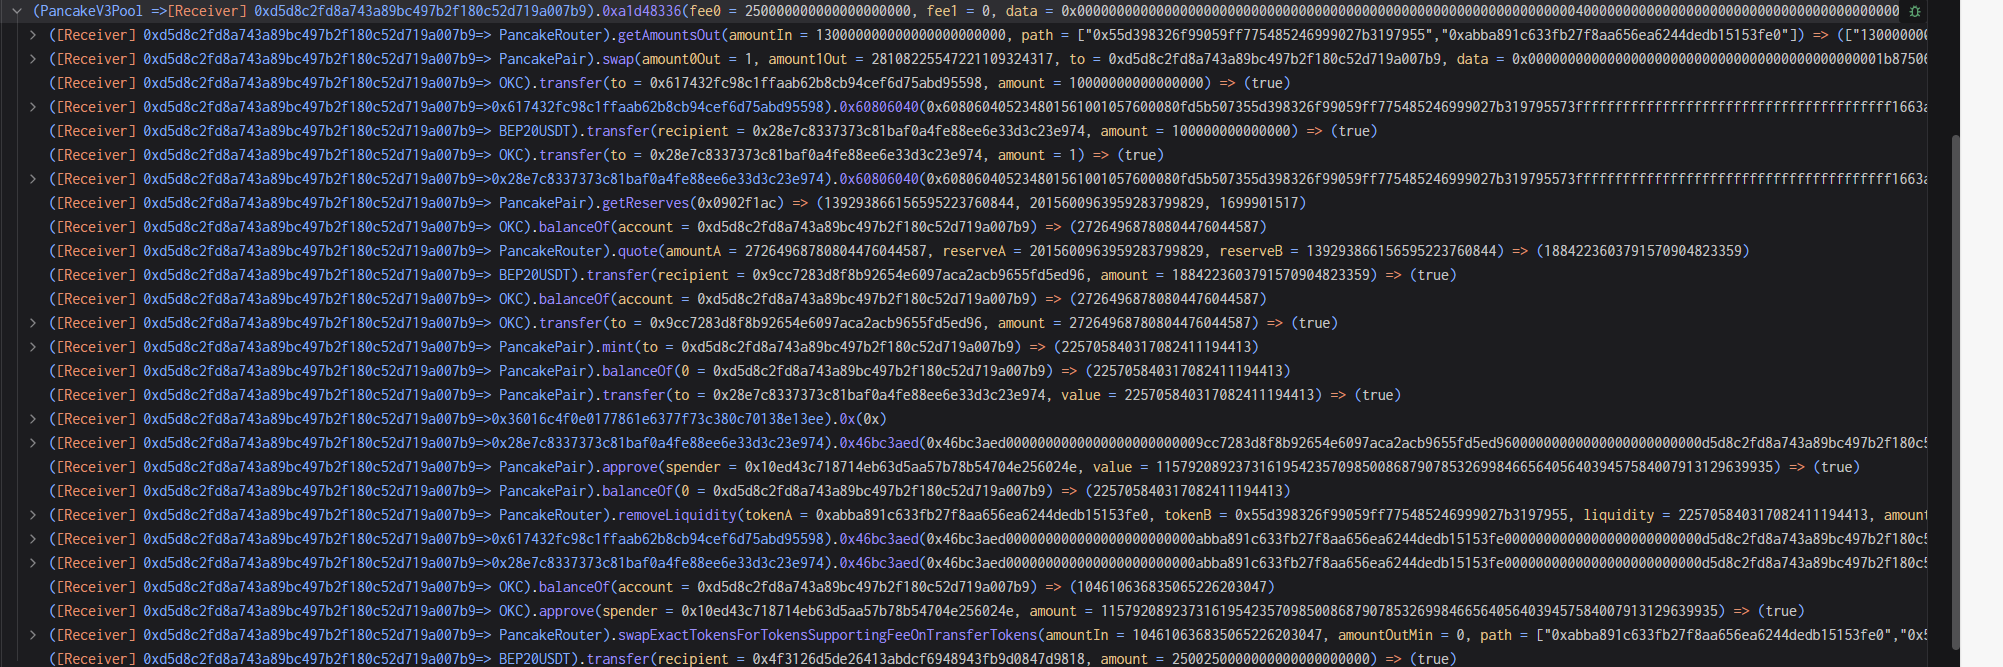 (PancakeV3Pool =>[Receiver] 0xd5d8c2fd8a743a89bc497b2f180c52d719a007b9).0xa1d48336(fee0 = 2500000000000000000000, fee1 = 0, data =
([Receiver] 0xd5d8c2fd8a743a89bc497b2f180c52d719a007b9=> PancakeRouter).getAmountsOut(amountIn = 130000000000000000000000, path = ["0x55d398326f99059ff775485246999027b3197955","0xabba891c633fb27f8aa656ea6244dedb15153fe0"]) => (["130000000
([Receiver] 0xd5d8c2fd8a743a89bc497b2f180c52d719a007b9=> PancakePair).swap(amount0Out = 1, amount1Out = 28108225547221109324317, to = 0xd5d8c2fd8a743a89bc497b2f180c52d719a007b9, data =
([Receiver] 0xd5d8c2fd8a743a89bc497b2f180c52d719a007b9=> OKC).transfer(to = 0x617432fc98c1ffaab62b8cb94cef6d75abd95598, amount = 10000000000000000) => (true)
([Receiver] 0xd5d8c2fd8a743a89bc497b2f180c52d719a007b9=>0x617432fc98c1ffaab62b8cb94cef6d75abd95598).0x60806040(
([Receiver] 0xd5d8c2fd8a743a89bc497b2f180c52d719a007b9=> BEP20USDT).transfer(recipient = 0x28e7c8337373c81baf0a4fe88ee6e33d3c23e974, amount = 100000000000000) => (true)
([Receiver] 0xd5d8c2fd8a743a89bc497b2f180c52d719a007b9=> OKC).transfer(to = 0x28e7c8337373c81baf0a4fe88ee6e33d3c23e974, amount = 1) => (true)
([Receiver] 0xd5d8c2fd8a743a89bc497b2f180c52d719a007b9=>0x28e7c8337373c81baf0a4fe88ee6e33d3c23e974).0x60806040(
([Receiver] 0xd5d8c2fd8a743a89bc497b2f180c52d719a007b9=> PancakePair).getReserves(0x0902f1ac) => (139293866156595223760844, 2015600963959283799829, 1699901517)
([Receiver] 0xd5d8c2fd8a743a89bc497b2f180c52d719a007b9=> OKC).balanceOf(account = 0xd5d8c2fd8a743a89bc497b2f180c52d719a007b9) => (27264968780804476044587)
([Receiver] 0xd5d8c2fd8a743a89bc497b2f180c52d719a007b9=> PancakeRouter).quote(amountA = 27264968780804476044587, reserveA = 2015600963959283799829, reserveB = 139293866156595223760844) => (1884223603791570904823359)
([Receiver] 0xd5d8c2fd8a743a89bc497b2f180c52d719a007b9=> BEP20USDT).transfer(recipient = 0x9cc7283d8f8b92654e6097aca2acb9655fd5ed96, amount = 1884223603791570904823359) => (true)
([Receiver] 0xd5d8c2fd8a743a89bc497b2f180c52d719a007b9=> OKC).balanceOf(account = 0xd5d8c2fd8a743a89bc497b2f180c52d719a007b9) => (27264968780804476044587)
([Receiver] 0xd5d8c2fd8a743a89bc497b2f180c52d719a007b9=> OKC).transfer(to = 0x9cc7283d8f8b92654e6097aca2acb9655fd5ed96, amount = 27264968780804476044587) => (true)
([Receiver] 0xd5d8c2fd8a743a89bc497b2f180c52d719a007b9=> PancakePair).mint(to = 0xd5d8c2fd8a743a89bc497b2f180c52d719a007b9) => (225705840317082411194413)
([Receiver] 0xd5d8c2fd8a743a89bc497b2f180c52d719a007b9=> PancakePair).balanceOf(0 = 0xd5d8c2fd8a743a89bc497b2f180c52d719a007b9) => (225705840317082411194413)
([Receiver] 0xd5d8c2fd8a743a89bc497b2f180c52d719a007b9=> PancakePair).transfer(to = 0x28e7c8337373c81baf0a4fe88ee6e33d3c23e974, value = 225705840317082411194413) => (true)
([Receiver] 0xd5d8c2fd8a743a89bc497b2f180c52d719a007b9=>0x36016c4f0e0177861e6377f73c380c70138e13ee).0x(0x)
([Receiver] 0xd5d8c2fd8a743a89bc497b2f180c52d719a007b9=>0x28e7c8337373c81baf0a4fe88ee6e33d3c23e974).0x46bc3aed(
([Receiver] 0xd5d8c2fd8a743a89bc497b2f180c52d719a007b9=> PancakePair).approve(spender = 0x10ed43c718714eb63d5aa57b78b54704e256024e, value = 115792089237316195423570985008687907853269984665640564039457584007913129639935) => (true)
([Receiver] 0xd5d8c2fd8a743a89bc497b2f180c52d719a007b9=> PancakePair).balanceOf(0 = 0xd5d8c2fd8a743a89bc497b2f180c52d719a007b9) => (225705840317082411194413)
([Receiver] 0xd5d8c2fd8a743a89bc497b2f180c52d719a007b9=> PancakeRouter).removeLiquidity(tokenA = 0xabba891c633fb27f8aa656ea6244dedb15153fe0, tokenB = 0x55d398326f99059ff775485246999027b3197955, liquidity = 225705840317082411194413, amount
([Receiver] 0xd5d8c2fd8a743a89bc497b2f180c52d719a007b9=>0x617432fc98c1ffaab62b8cb94cef6d75abd95598).0x46bc3aed(
([Receiver] 0xd5d8c2fd8a743a89bc497b2f180c52d719a007b9=>0x28e7c8337373c81baf0a4fe88ee6e33d3c23e974).0x46bc3aed(
([Receiver] 0xd5d8c2fd8a743a89bc497b2f180c52d719a007b9=> OKC).balanceOf(account = 0xd5d8c2fd8a743a89bc497b2f180c52d719a007b9) => (104610636835065226203047)
([Receiver] 0xd5d8c2fd8a743a89bc497b2f180c52d719a007b9=> OKC).approve(spender = 0x10ed43c718714eb63d5aa57b78b54704e256024e, amount = 115792089237316195423570985008687907853269984665640564039457584007913129639935) => (true)
([Receiver] 0xd5d8c2fd8a743a89bc497b2f180c52d719a007b9=> PancakeRouter).swapExactTokensForTokensSupportingFeeOnTransferTokens(amountIn = 104610636835065226203047, amountOutMin = 0, path = ["0xabba891c633fb27f8aa656ea6244dedb15153fe0","0x5
([Receiver] 0xd5d8c2fd8a743a89bc497b2f180c52d719a007b9=> BEP20USDT).transfer(recipient = 0x4f3126d5de26413abdcf6948943fb9d0847d9818, amount = 2500250000000000000000000) => (true)